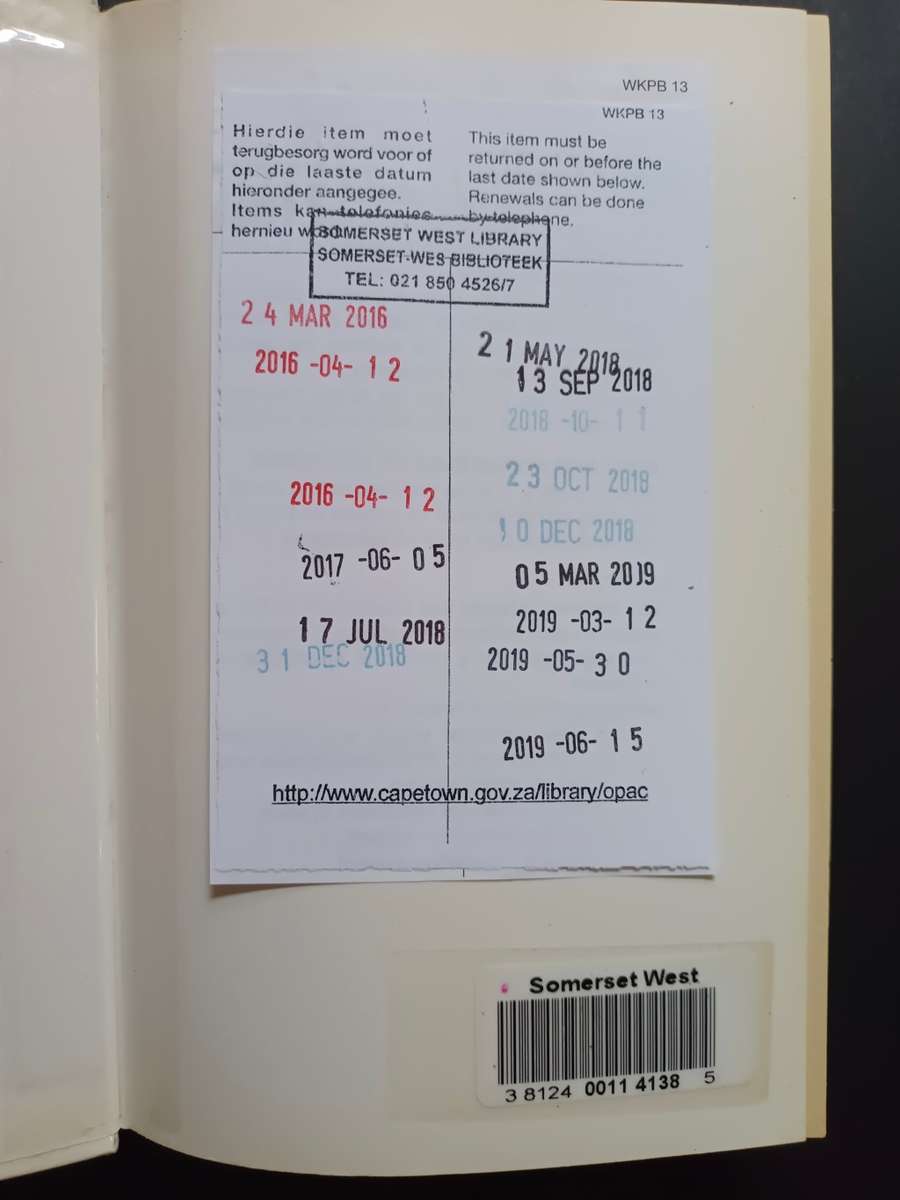 WKPB 13
WKPB 13
Hierdie item moet
terugbesorg word voor of
op die laaste datum
hieronder aangegee.
Items kan telefonies
hernieu word.
This item must be
returned on or before the
last date shown below.
Renewals can be done
by telephone.
SOMERSET WEST LIBRARY
SOMERSET-WES BIBLIOTEEK
TEL: 021 850 4526/7
24 MAR 2016
2016 -04- 12
2016 -04- 12
2017 -06- 05
17 JUL 2018
31 DEC 2018
21 MAY 2018
13 SEP 2018
2018 -10- 11
23 OCT 2018
10 DEC 2018
05 MAR 2019
2019 -03- 12
2019 -05- 30
2019 -06- 15
http://www.capetown.gov.za/library/opac
Somerset West
3 8124 0011 4138 5